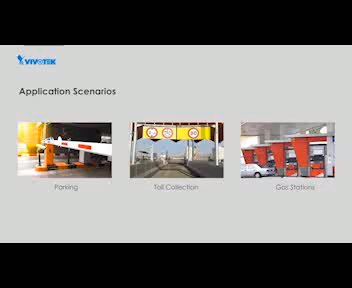 VIVOTEK
Application Scenarios
Parking
Toll Collection
Gas Stations